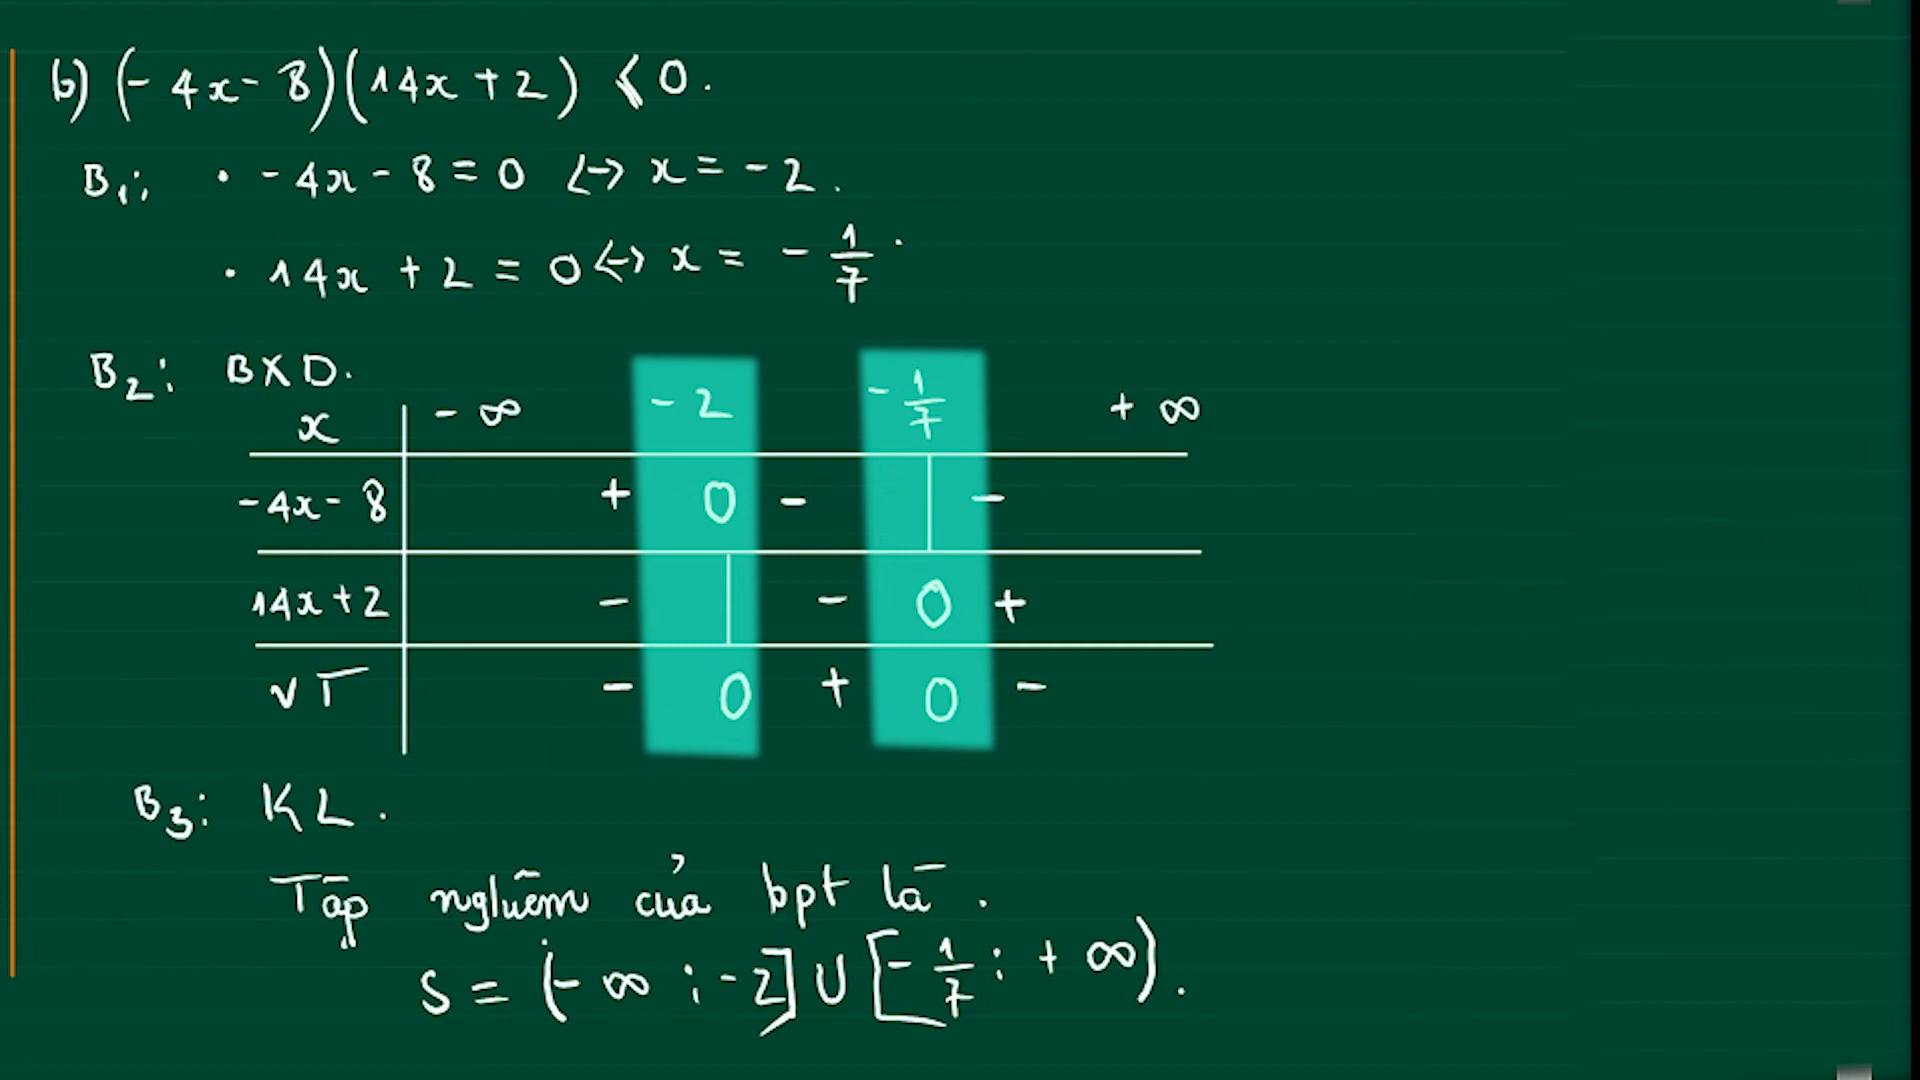 b) (-4x-8)(14x+2) ≤ 0.
B₁: • -4x-8=0 <-> x=-2.
• 14x+2=0 <-> x=-1/7.
B₂: BXD.
x -∞ -2 -1/7 +∞
-4x-8 + 0 - | -
14x+2 - | - 0 +
VT - 0 + 0 -
B₃: KL.
Tập nghiệm của bpt là.
S = (-∞;-2] ∪ [-1/7; +∞).